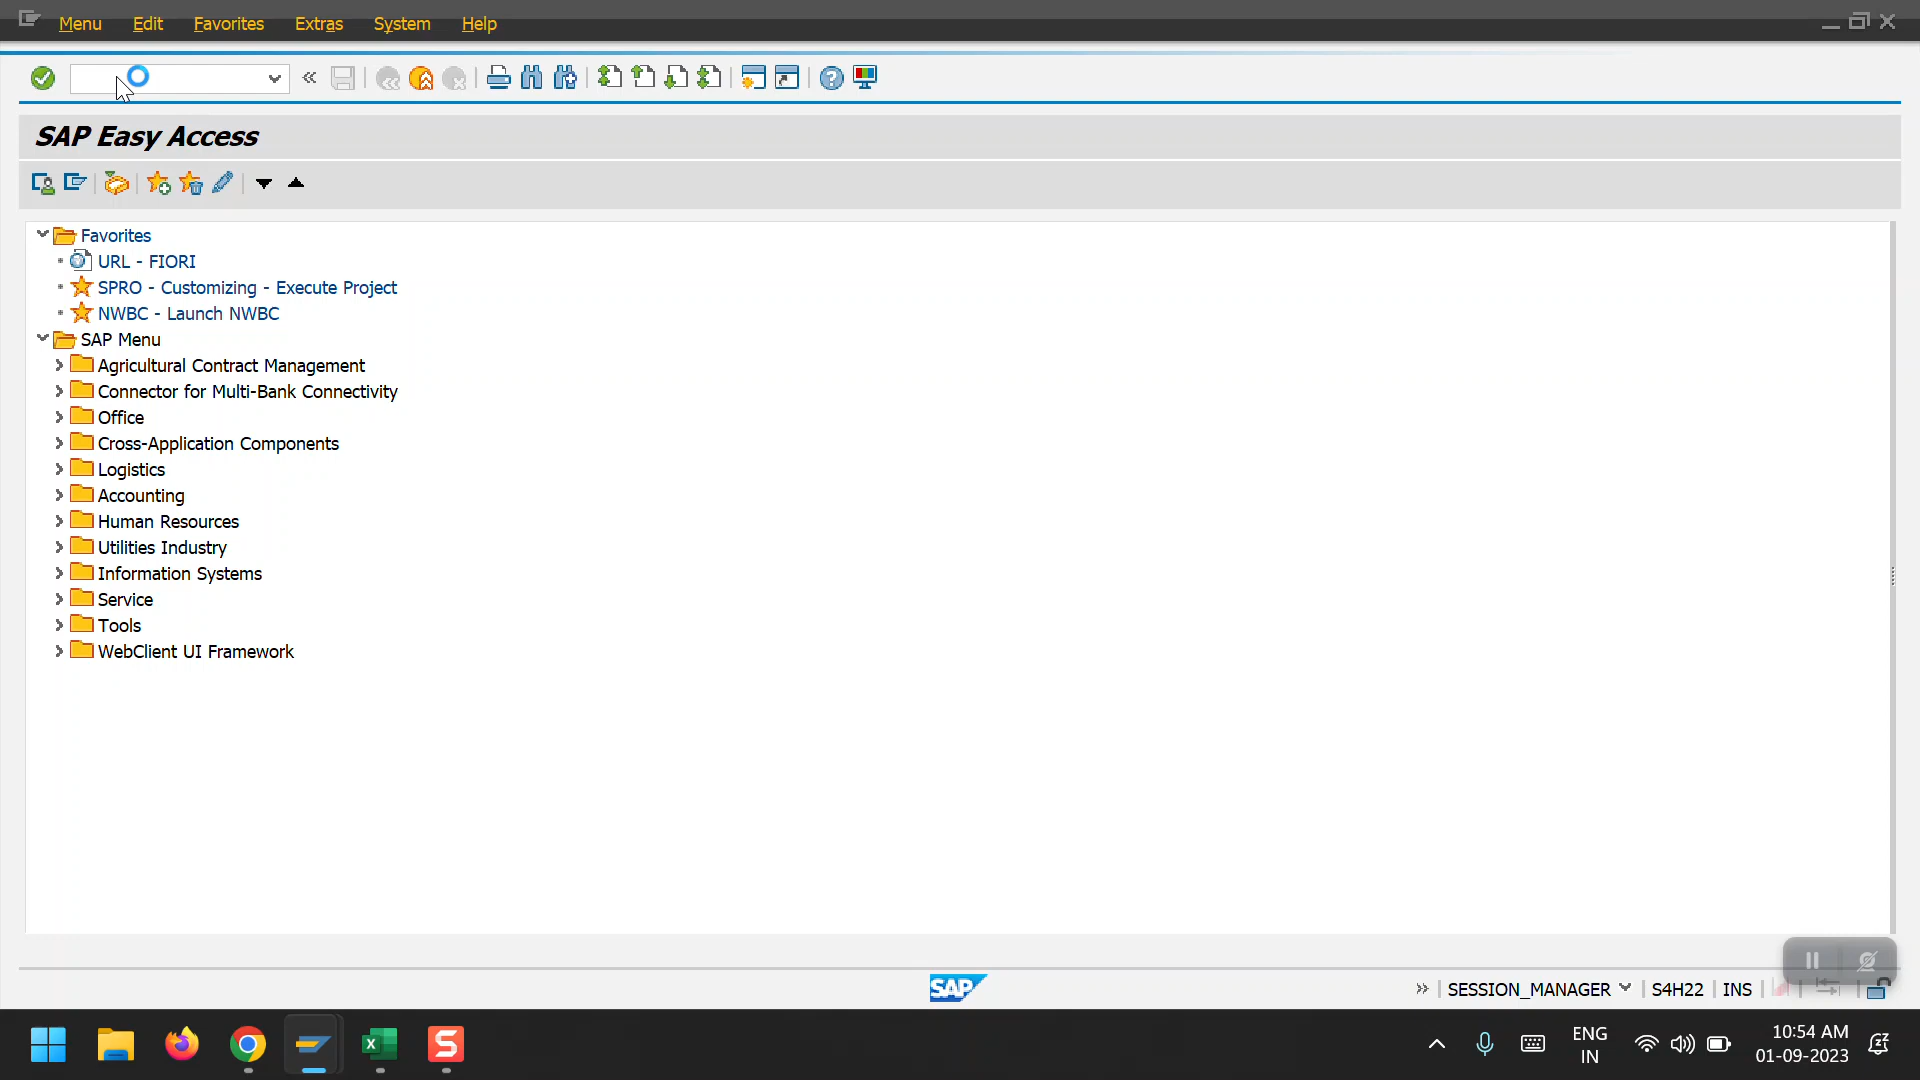 Menu Edit Favorites Extras System Help
SAP Easy Access
Favorites
URL - FIORI
SPRO - Customizing - Execute Project
NWBC - Launch NWBC
SAP Menu
Agricultural Contract Management
Connector for Multi-Bank Connectivity
Office
Cross-Application Components
Logistics
Accounting
Human Resources
Utilities Industry
Information Systems
Service
Tools
WebClient UI Framework
SAP
SESSION_MANAGER S4H22 INS
ENG
IN
10:54 AM
01-09-2023